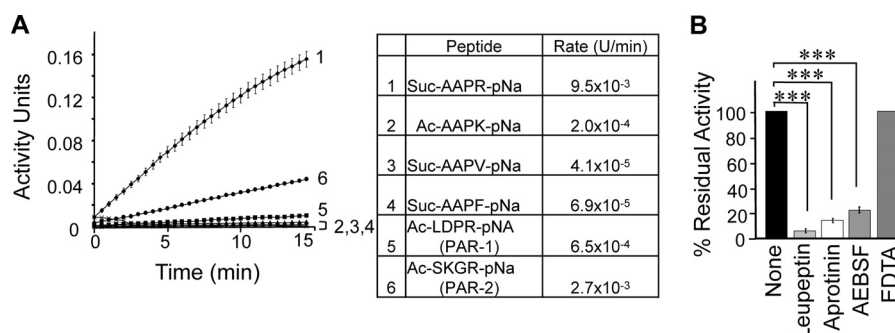 A
Activity Units
0.16
0.12
0.08
0.04
0
0 5 10 15
Time (min)
1
6
5
2,3,4
Peptide Rate (U/min)
1 Suc-AAPR-pNa 9.5x10-3
2 Ac-AAPK-pNa 2.0x10-4
3 Suc-AAPV-pNa 4.1x10-5
4 Suc-AAPF-pNa 6.9x10-5
5 Ac-LDPR-pNA (PAR-1) 6.5x10-4
6 Ac-SKGR-pNa (PAR-2) 2.7x10-3
B
% Residual Activity
100
80
60
40
20
0
***
***
***
None
Leupeptin
Aprotinin
AEBSF
EDTA